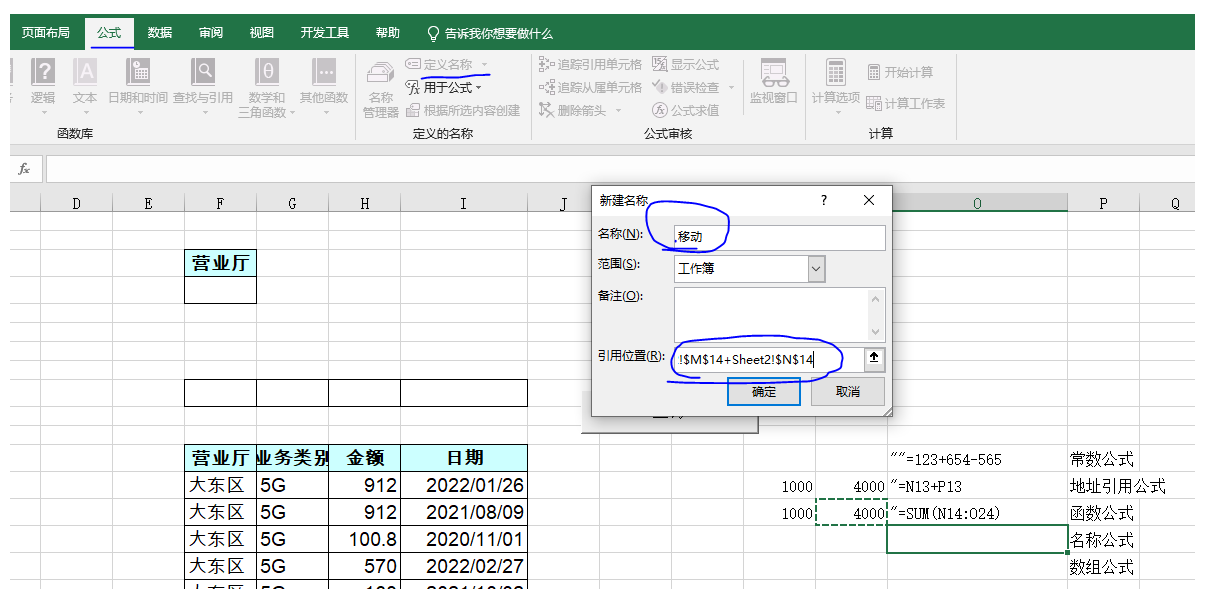 页面布局 公式 数据 审阅 视图 开发工具 帮助 告诉我你想要做什么
逻辑 文本 日期和时间 查找与引用 数学和三角函数 其他函数
函数库
名称管理器
定义名称
用于公式
根据所选内容创建
定义的名称
追踪引用单元格 显示公式
追踪从属单元格 错误检查
删除箭头 公式求值
公式审核
监视窗口
计算选项
开始计算
计算工作表
计算
fx
D E F G H I J O P Q
新建名称 ? ×
名称(N): 移动
范围(S): 工作簿
备注(O):
引用位置(R): !$M$14+Sheet2!$N$14
确定 取消
营业厅
营业厅 业务类别 金额 日期
大东区 5G 912 2022/01/26
大东区 5G 912 2021/08/09
大东区 5G 100.8 2020/11/01
大东区 5G 570 2022/02/27
""=123+654-565 常数公式
1000 4000 "=N13+P13 地址引用公式
1000 4000 "=SUM(N14:O24) 函数公式
名称公式
数组公式